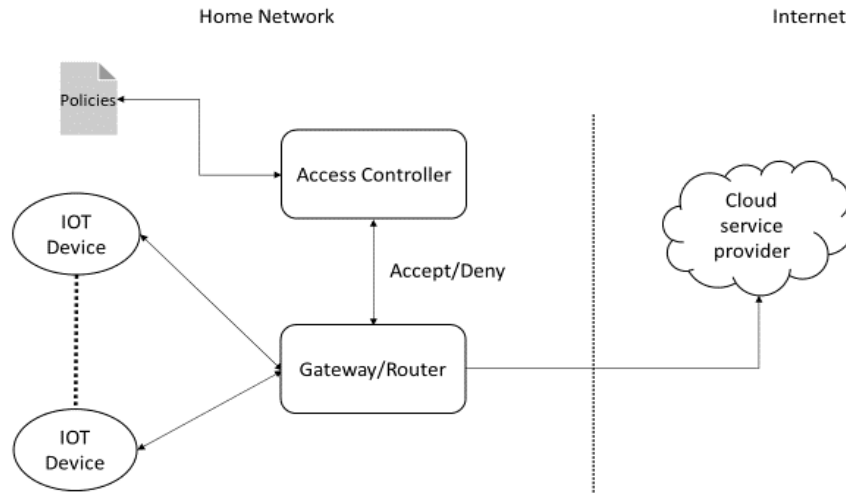 Home Network
Internet
Policies
Access Controller
Cloud
service
provider
IOT
Device
Accept/Deny
Gateway/Router
IOT
Device